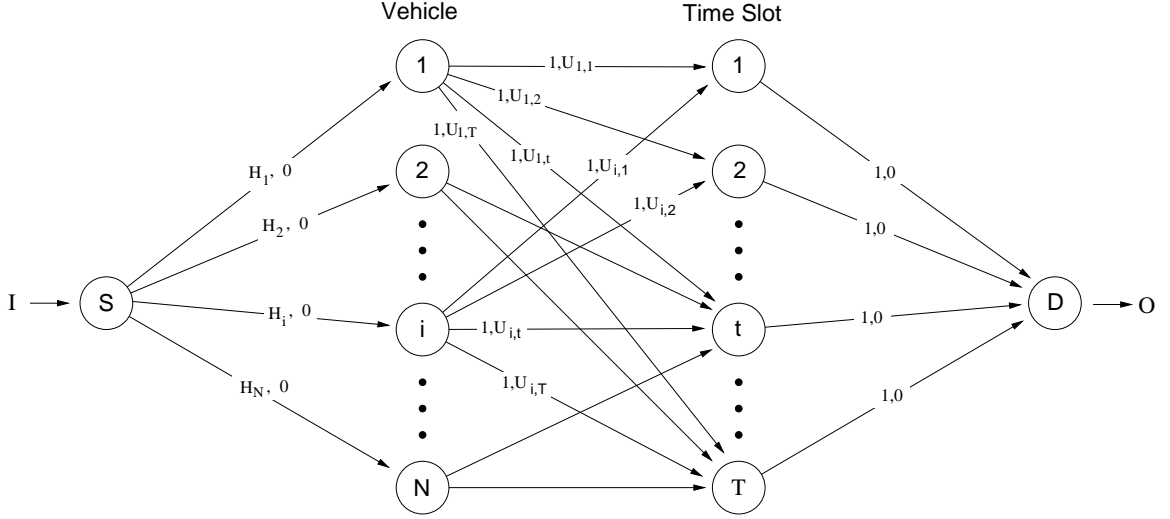 Vehicle
Time Slot
1
1,U1,1
1
1,U1,2
1,U1,T
1,U1,t
1,Ui,1
H1, 0
2
2
1,0
1,Ui,2
H2, 0
1,0
I
S
Hi, 0
i
1,Ui,t
t
1,0
D
O
1,Ui,T
HN, 0
1,0
N
T